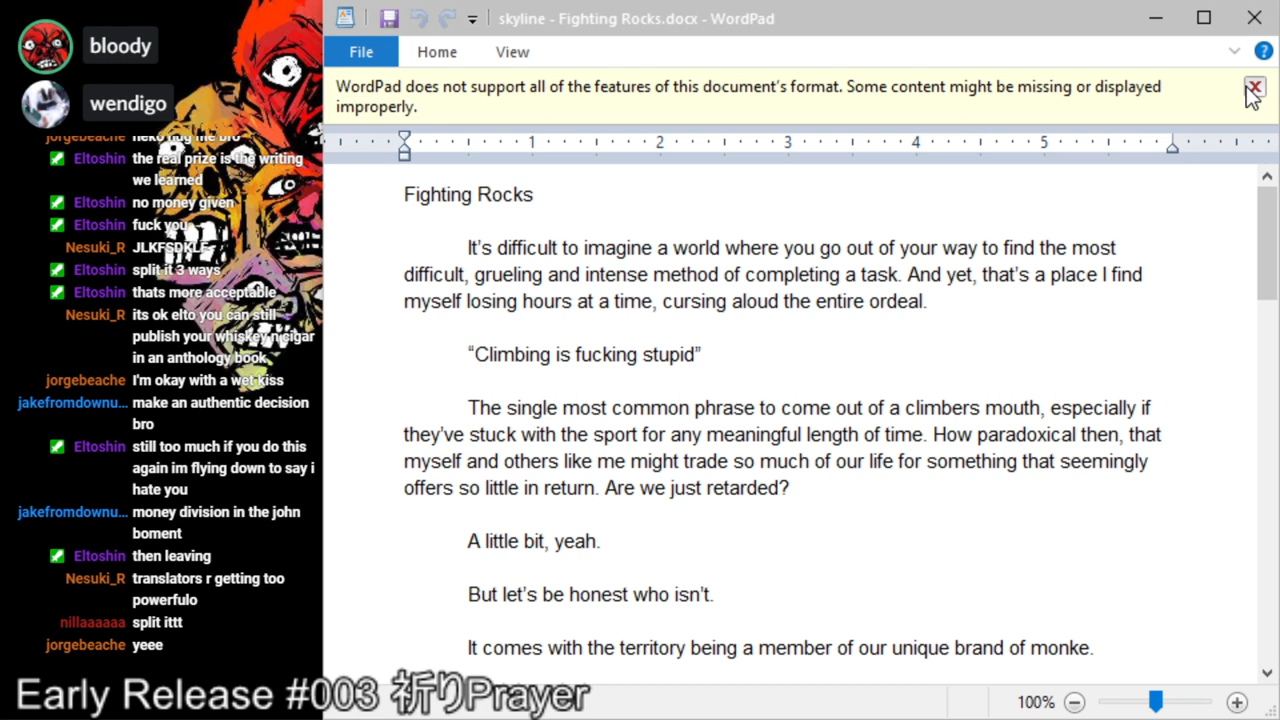 bloody
wendigo
jorgebeache neko hug me bro
Eltoshin the real prize is the writing
we learned
Eltoshin no money given
Eltoshin fuck you
Nesuki_R JLKFSDKLF
Eltoshin split it 3 ways
Eltoshin thats more acceptable
Nesuki_R its ok elto you can still
publish your whiskey n cigar
in an anthology book
jorgebeache I'm okay with a wet kiss
jakefromdownu... make an authentic decision
bro
Eltoshin still too much if you do this
again im flying down to say i
hate you
jakefromdownu... money division in the john
boment
Eltoshin then leaving
Nesuki_R translators r getting too
powerfulo
nillaaaaaa split ittt
jorgebeache yeee
Early Release #003 祈りPrayer
skyline - Fighting Rocks.docx - WordPad
File Home View
WordPad does not support all of the features of this document's format. Some content might be missing or displayed
improperly.
1 2 3 4 5
Fighting Rocks
It’s difficult to imagine a world where you go out of your way to find the most
difficult, grueling and intense method of completing a task. And yet, that’s a place I find
myself losing hours at a time, cursing aloud the entire ordeal.
“Climbing is fucking stupid”
The single most common phrase to come out of a climbers mouth, especially if
they’ve stuck with the sport for any meaningful length of time. How paradoxical then, that
myself and others like me might trade so much of our life for something that seemingly
offers so little in return. Are we just retarded?
A little bit, yeah.
But let’s be honest who isn’t.
It comes with the territory being a member of our unique brand of monke.
100%